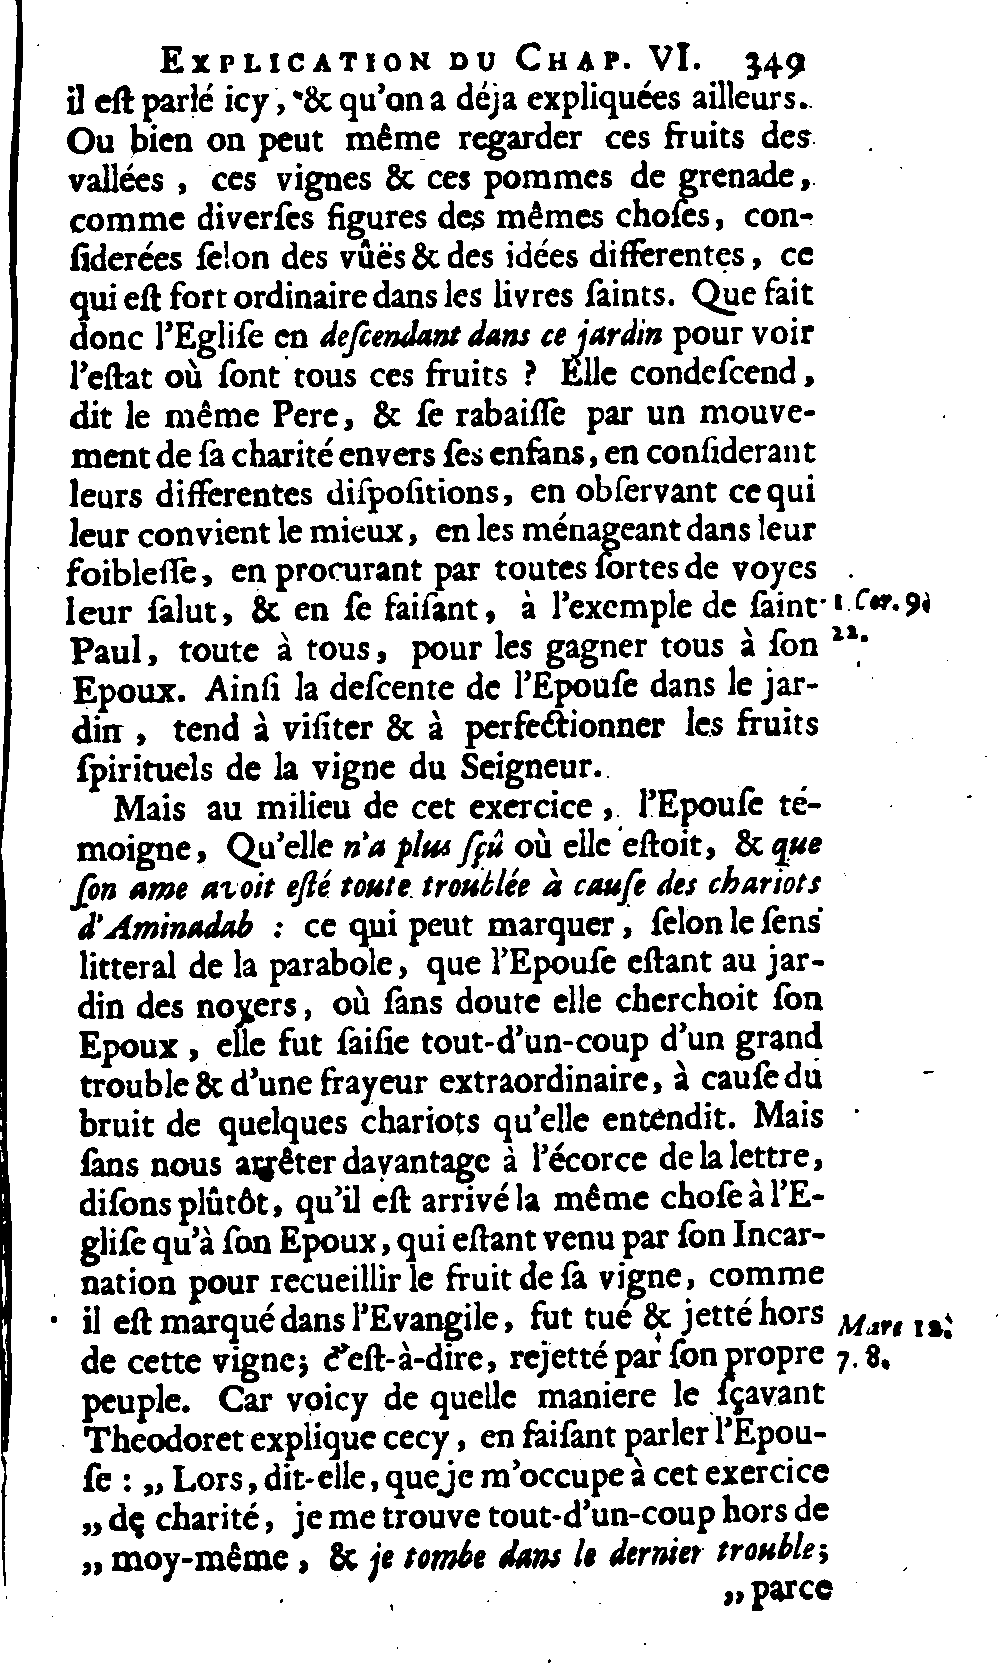 EXPLICATION DU CHAP. VI. 349
il eſt parlé icy, & qu'on a déja expliquées ailleurs.
Ou bien on peut même regarder ces fruits des
vallées, ces vignes & ces pommes de grenade,
comme diverſes figures des mêmes choſes, con-
ſiderées ſelon des vûës & des idées differentes, ce
qui eſt fort ordinaire dans les livres ſaints. Que fait
donc l'Egliſe en deſcendant dans ce jardin pour voir
l'eſtat où ſont tous ces fruits ? Elle condeſcend,
dit le même Pere, & ſe rabaiſſe par un mouve-
ment de ſa charité envers ſes enfans, en conſiderant
leurs differentes diſpoſitions, en obſervant ce qui
leur convient le mieux, en les ménageant dans leur
foibleſſe, en procurant par toutes ſortes de voyes
leur ſalut, & en ſe faiſant, à l'exemple de ſaint 1. Cor. 9.
Paul, toute à tous, pour les gagner tous à ſon 22.
Epoux. Ainſi la deſcente de l'Epouſe dans le jar-
din, tend à viſiter & à perfectionner les fruits
ſpirituels de la vigne du Seigneur.
Mais au milieu de cet exercice, l'Epouſe té-
moigne, Qu'elle n'a plus ſçû où elle eſtoit, & que
ſon ame avoit eſté toute troublée à cauſe des chariots
d'Aminadab : ce qui peut marquer, ſelon le ſens
litteral de la parabole, que l'Epouſe eſtant au jar-
din des noyers, où ſans doute elle cherchoit ſon
Epoux, elle fut ſaiſie tout-d'un-coup d'un grand
trouble & d'une frayeur extraordinaire, à cauſe du
bruit de quelques chariots qu'elle entendit. Mais
ſans nous arrêter davantage à l'écorce de la lettre,
diſons plûtôt, qu'il eſt arrivé la même choſe à l'E-
gliſe qu'à ſon Epoux, qui eſtant venu par ſon Incar-
nation pour recueillir le fruit de ſa vigne, comme
il eſt marqué dans l'Evangile, fut tué & jetté hors Marc 12.
de cette vigne; c'eſt-à-dire, rejetté par ſon propre 7. 8.
peuple. Car voicy de quelle maniere le ſçavant
Theodoret explique cecy, en faiſant parler l'Epou-
ſe : „ Lors, dit-elle, que je m'occupe à cet exercice
„ de charité, je me trouve tout-d'un-coup hors de
„ moy-même, & je tombe dans le dernier trouble;
„ parce